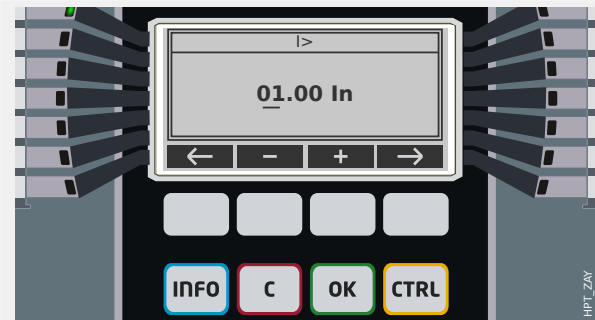 I>
01.00 In
← − + →
INFO C OK CTRL
HPT_ZAY